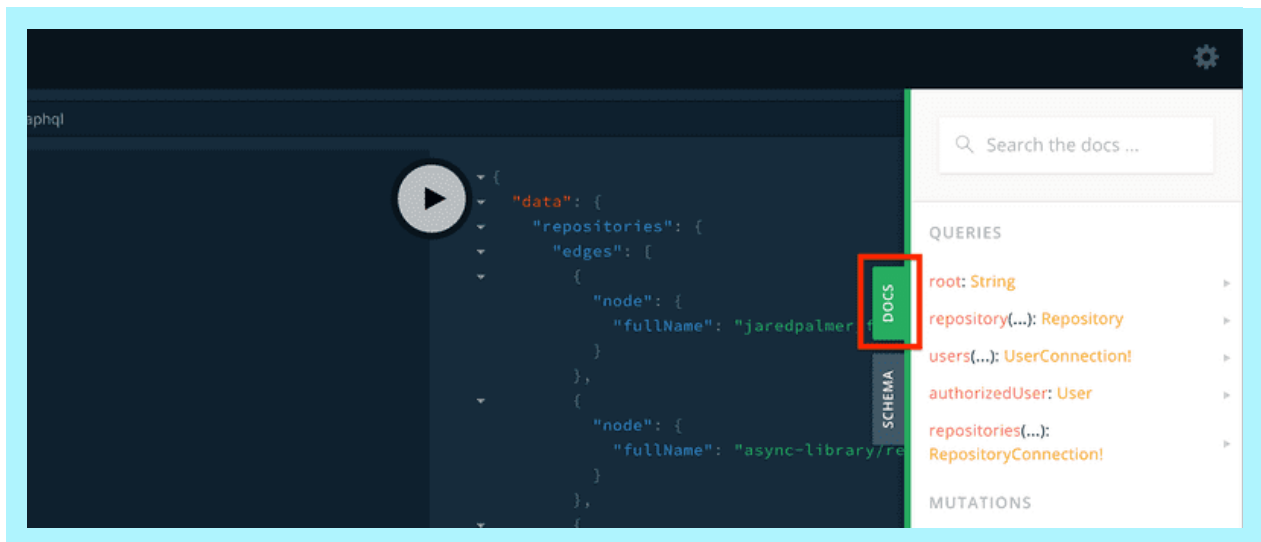 aphql
{
"data": {
"repositories": {
"edges": [
{
"node": {
"fullName": "jaredpalmer/f
}
},
{
"node": {
"fullName": "async-library/re
}
},
{
DOCS
SCHEMA
Search the docs ...
QUERIES
root: String
repository(...): Repository
users(...): UserConnection!
authorizedUser: User
repositories(...):
RepositoryConnection!
MUTATIONS